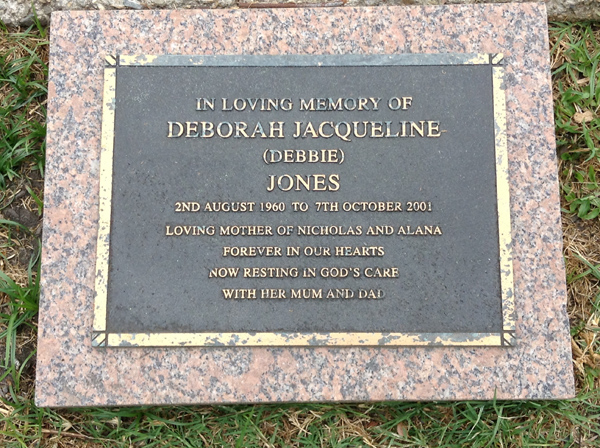 IN LOVING MEMORY OF
DEBORAH JACQUELINE
(DEBBIE)
JONES
2ND AUGUST 1960 TO 7TH OCTOBER 2001
LOVING MOTHER OF NICHOLAS AND ALANA
FOREVER IN OUR HEARTS
NOW RESTING IN GOD'S CARE
WITH HER MUM AND DAD